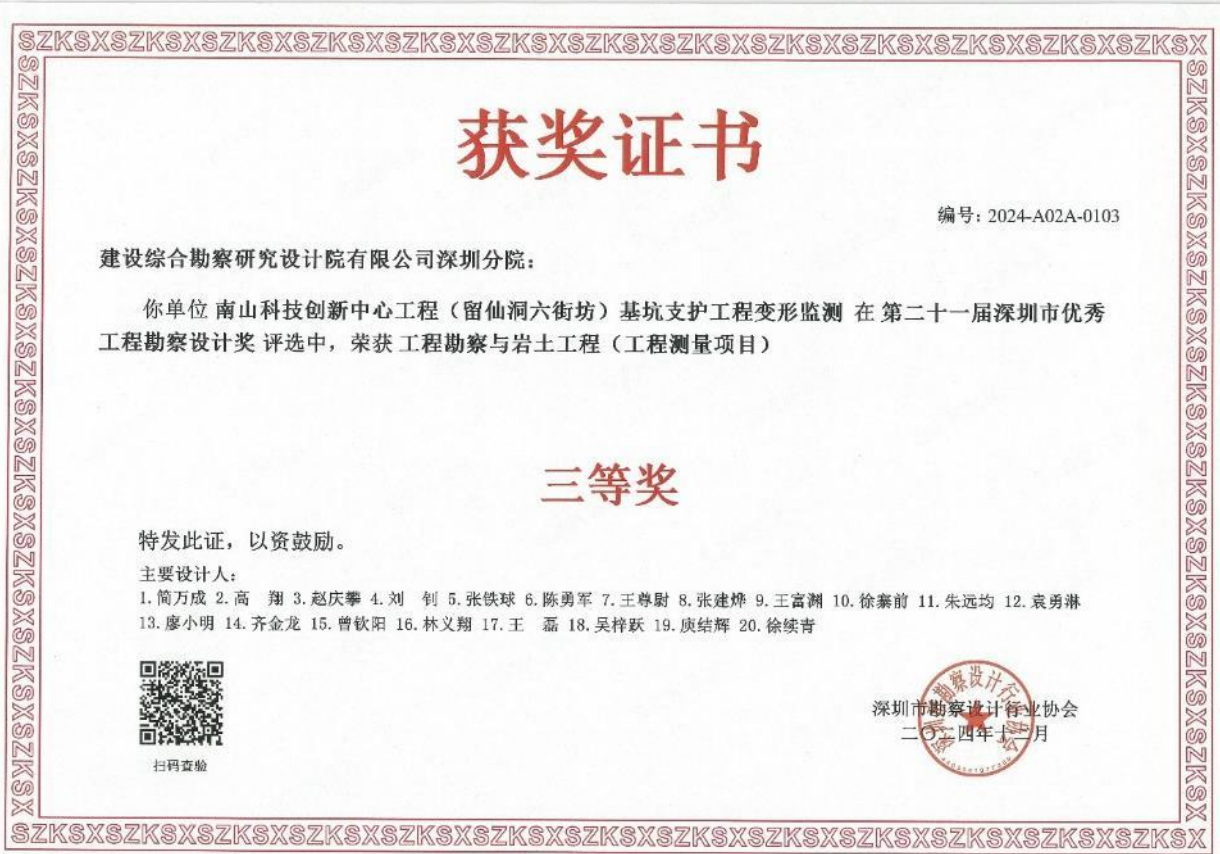 SZKSXSZKSXSZKSXSZKSXSZKSXSZKSXSZKSXSZKSXSZKSXSZKSXSZKSXSZKSX
获奖证书
编号: 2024-A02A-0103
建设综合勘察研究设计院有限公司深圳分院:
你单位 南山科技创新中心工程（留仙洞六街坊）基坑支护工程变形监测 在 第二十一届深圳市优秀
工程勘察设计奖 评选中，荣获 工程勘察与岩土工程（工程测量项目）
三等奖
特发此证，以资鼓励。
主要设计人:
1.简万成 2.高 翔 3.赵庆攀 4.刘 钊 5.张铁球 6.陈勇军 7.王尊尉 8.张建烨 9.王富渊 10.徐寨前 11.朱远均 12.袁勇淋
13.廖小明 14.齐金龙 15.曾钦阳 16.林义翔 17.王 磊 18.吴梓跃 19.庾结辉 20.徐续青
扫码查验
深圳市勘察设计行业协会
二〇二四年十二月
SZKSXSZKSXSZKSXSZKSXSZKSXSZKSXSZKSXSZKSXSZKSXSZKSXSZKSXSZKSX